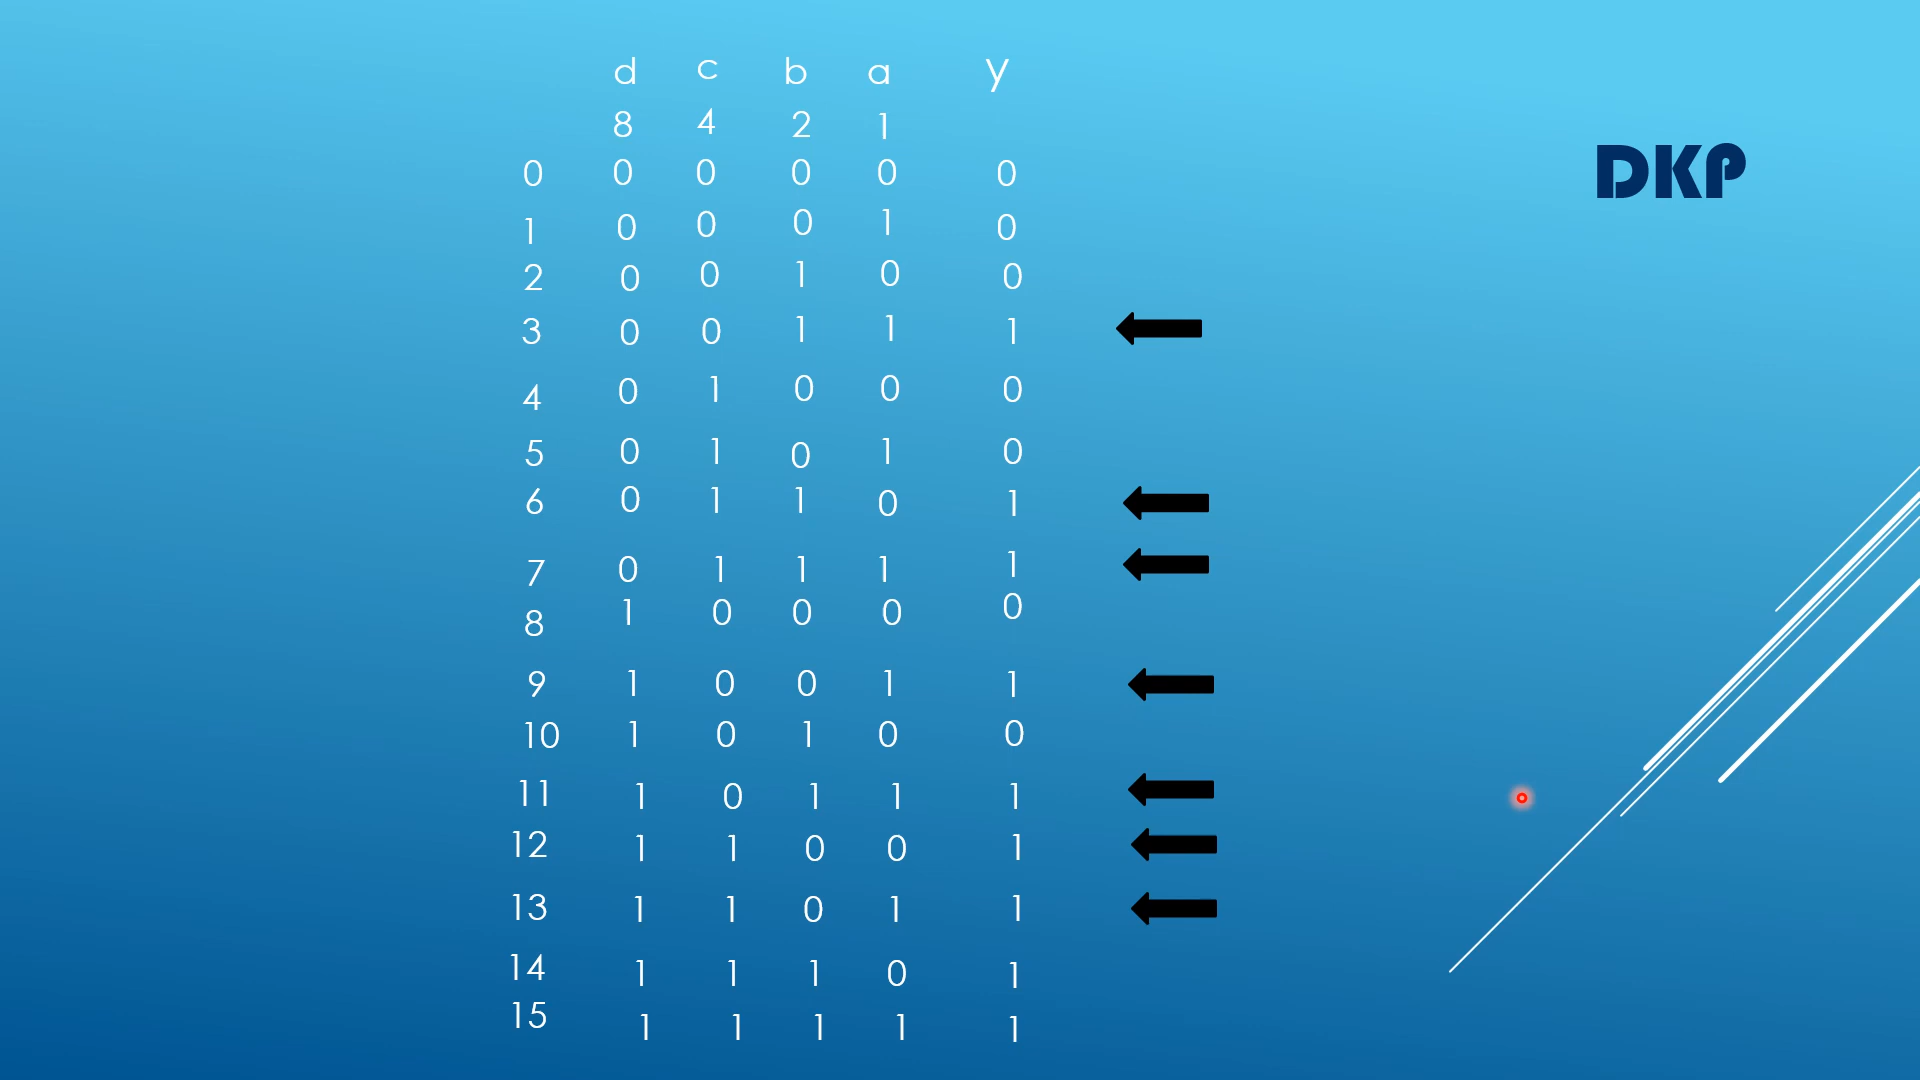 d c b a y
8 4 2 1
DKP
0 0 0 0 0 0
1 0 0 0 1 0
2 0 0 1 0 0
3 0 0 1 1 1
4 0 1 0 0 0
5 0 1 0 1 0
6 0 1 1 0 1
7 0 1 1 1 1
8 1 0 0 0 0
9 1 0 0 1 1
10 1 0 1 0 0
11 1 0 1 1 1
12 1 1 0 0 1
13 1 1 0 1 1
14 1 1 1 0 1
15 1 1 1 1 1